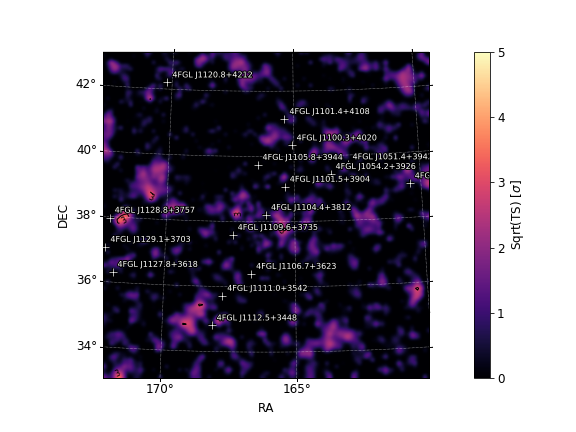 4FGL J1120.8+4212
4FGL J1101.4+4108
4FGL J1100.3+4020
4FGL J1105.8+3944
4FGL J1051.4+394
4FGL J1054.2+3926
4FG
4FGL J1101.5+3904
4FGL J1128.8+3757
4FGL J1104.4+3812
4FGL J1109.6+3735
4FGL J1129.1+3703
4FGL J1127.8+3618
4FGL J1106.7+3623
4FGL J1111.0+3542
4FGL J1112.5+3448
42°
40°
38°
36°
34°
DEC
170°
165°
RA
5
4
3
2
1
0
Sqrt(TS) [σ]